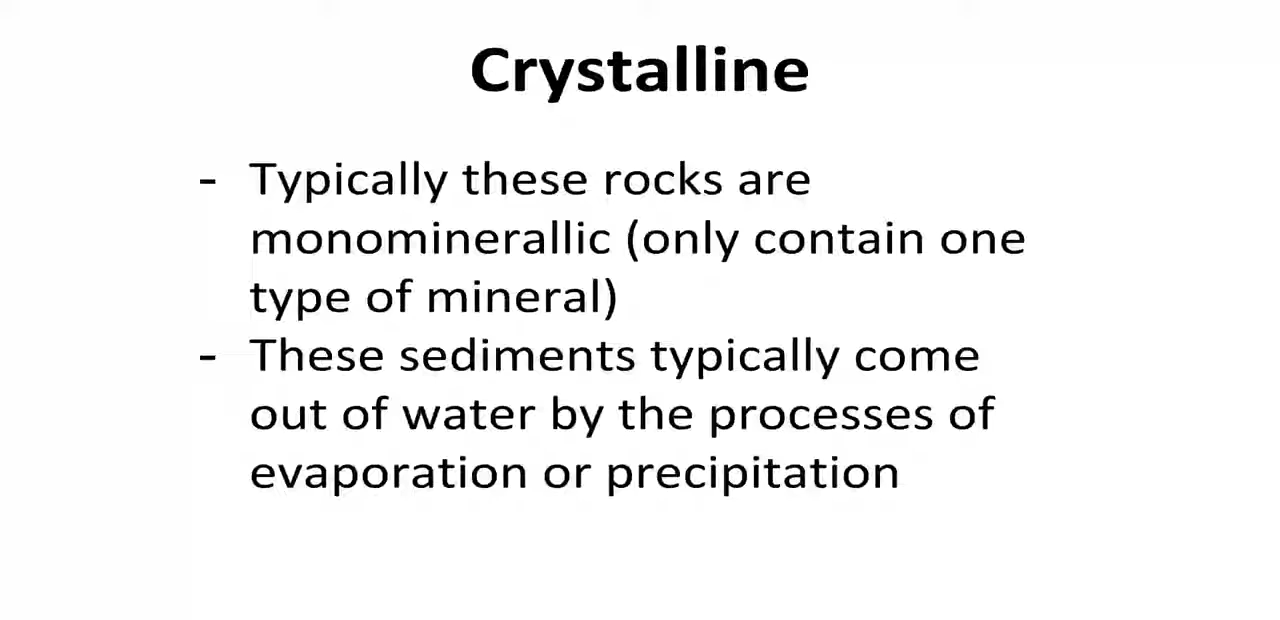 Crystalline
- Typically these rocks are
monominerallic (only contain one
type of mineral)
- These sediments typically come
out of water by the processes of
evaporation or precipitation